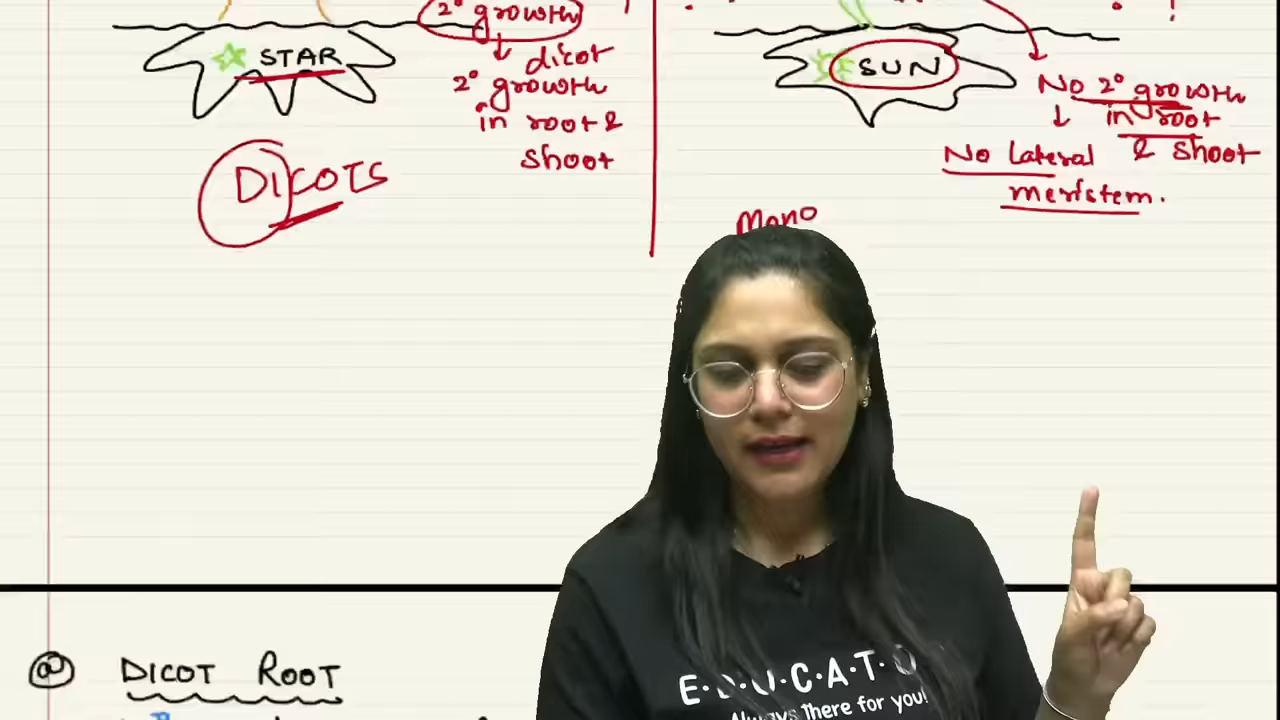 2° growth
STAR
dicot
2° growth
in root &
shoot
DICOTS
SUN
No 2° growth
in root
& shoot
No lateral
meristem.
Mono
E·D·U·C·A·T·O
Always There for you!
@ DICOT ROOT